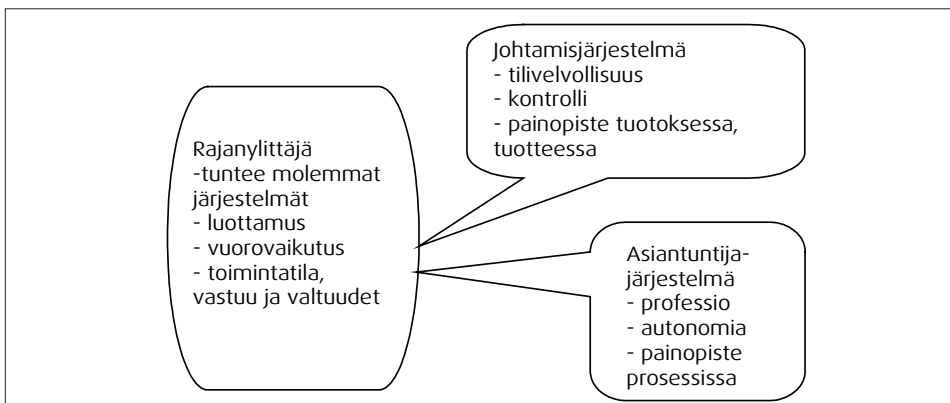 Rajanylittäjä
-tuntee molemmat
järjestelmät
- luottamus
- vuorovaikutus
- toimintatila,
vastuu ja valtuudet
Johtamisjärjestelmä
- tilivelvollisuus
- kontrolli
- painopiste tuotoksessa,
tuotteessa
Asiantuntija-
järjestelmä
- professio
- autonomia
- painopiste
prosessissa